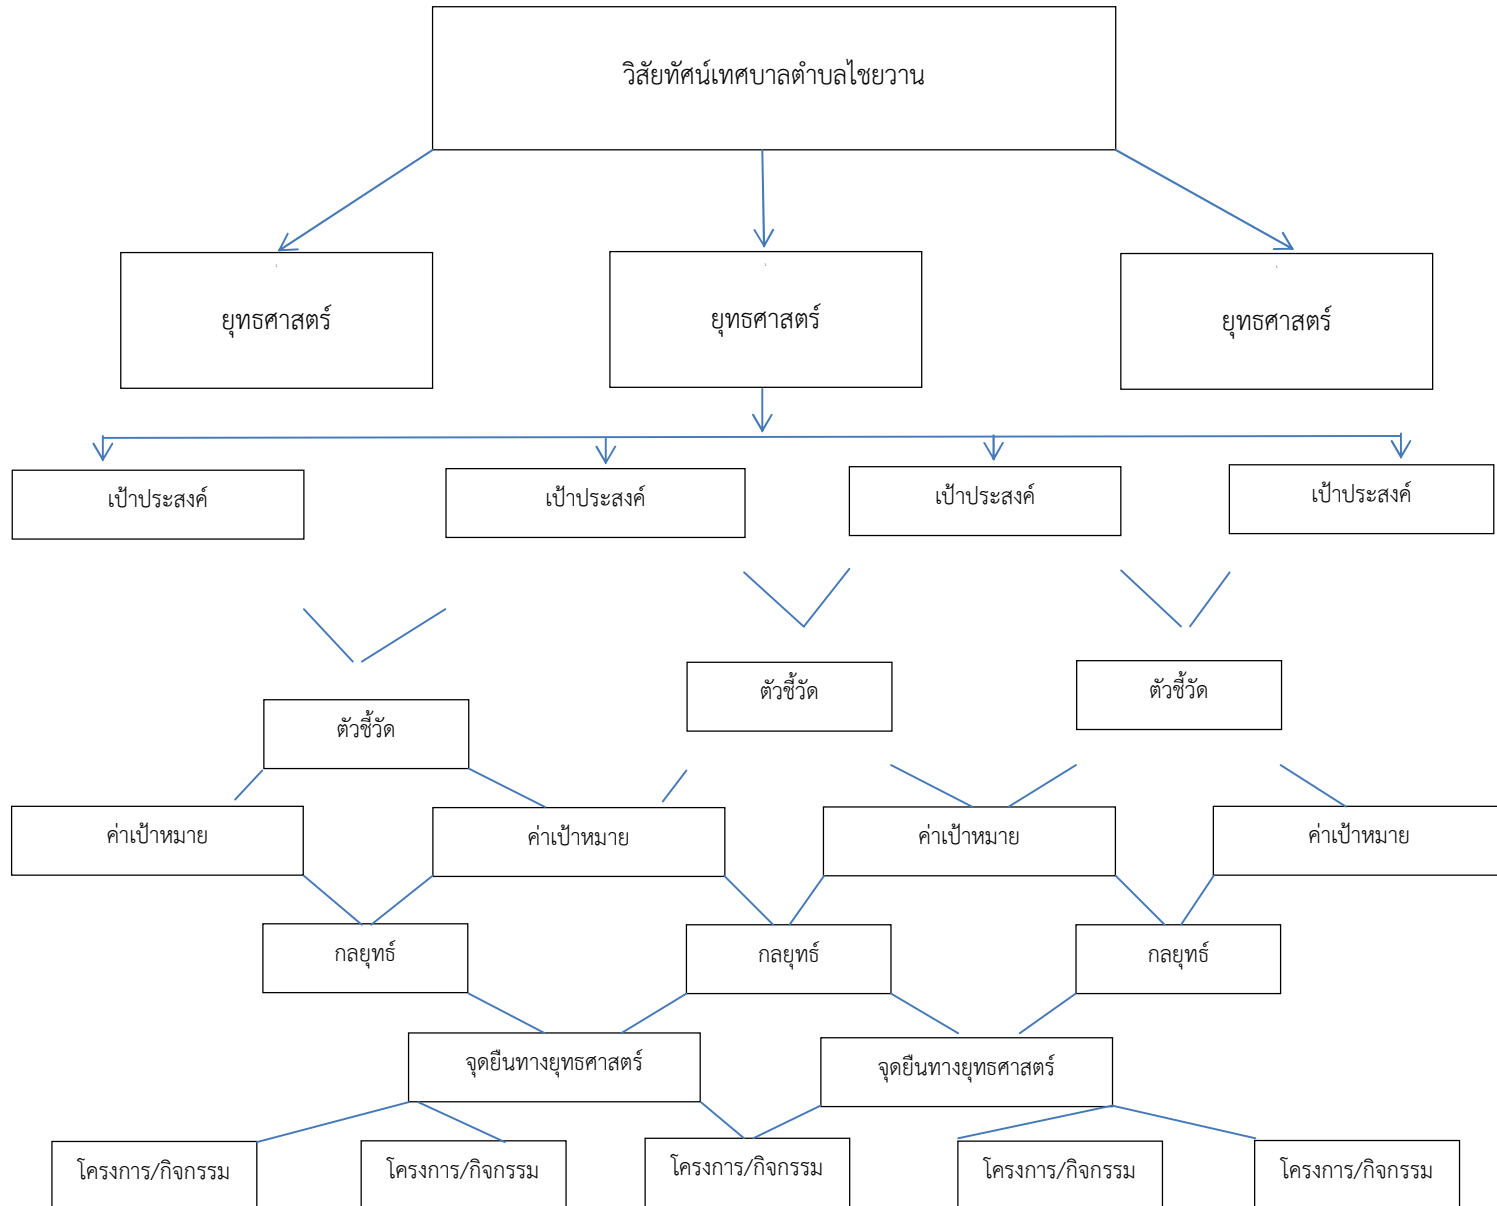 วิสัยทัศน์เทศบาลตำบลไชยวาน
ยุทธศาสตร์
ยุทธศาสตร์
ยุทธศาสตร์
เป้าประสงค์
เป้าประสงค์
เป้าประสงค์
เป้าประสงค์
ตัวชี้วัด
ตัวชี้วัด
ตัวชี้วัด
ค่าเป้าหมาย
ค่าเป้าหมาย
ค่าเป้าหมาย
ค่าเป้าหมาย
กลยุทธ์
กลยุทธ์
กลยุทธ์
จุดยืนทางยุทธศาสตร์
จุดยืนทางยุทธศาสตร์
โครงการ/กิจกรรม
โครงการ/กิจกรรม
โครงการ/กิจกรรม
โครงการ/กิจกรรม
โครงการ/กิจกรรม